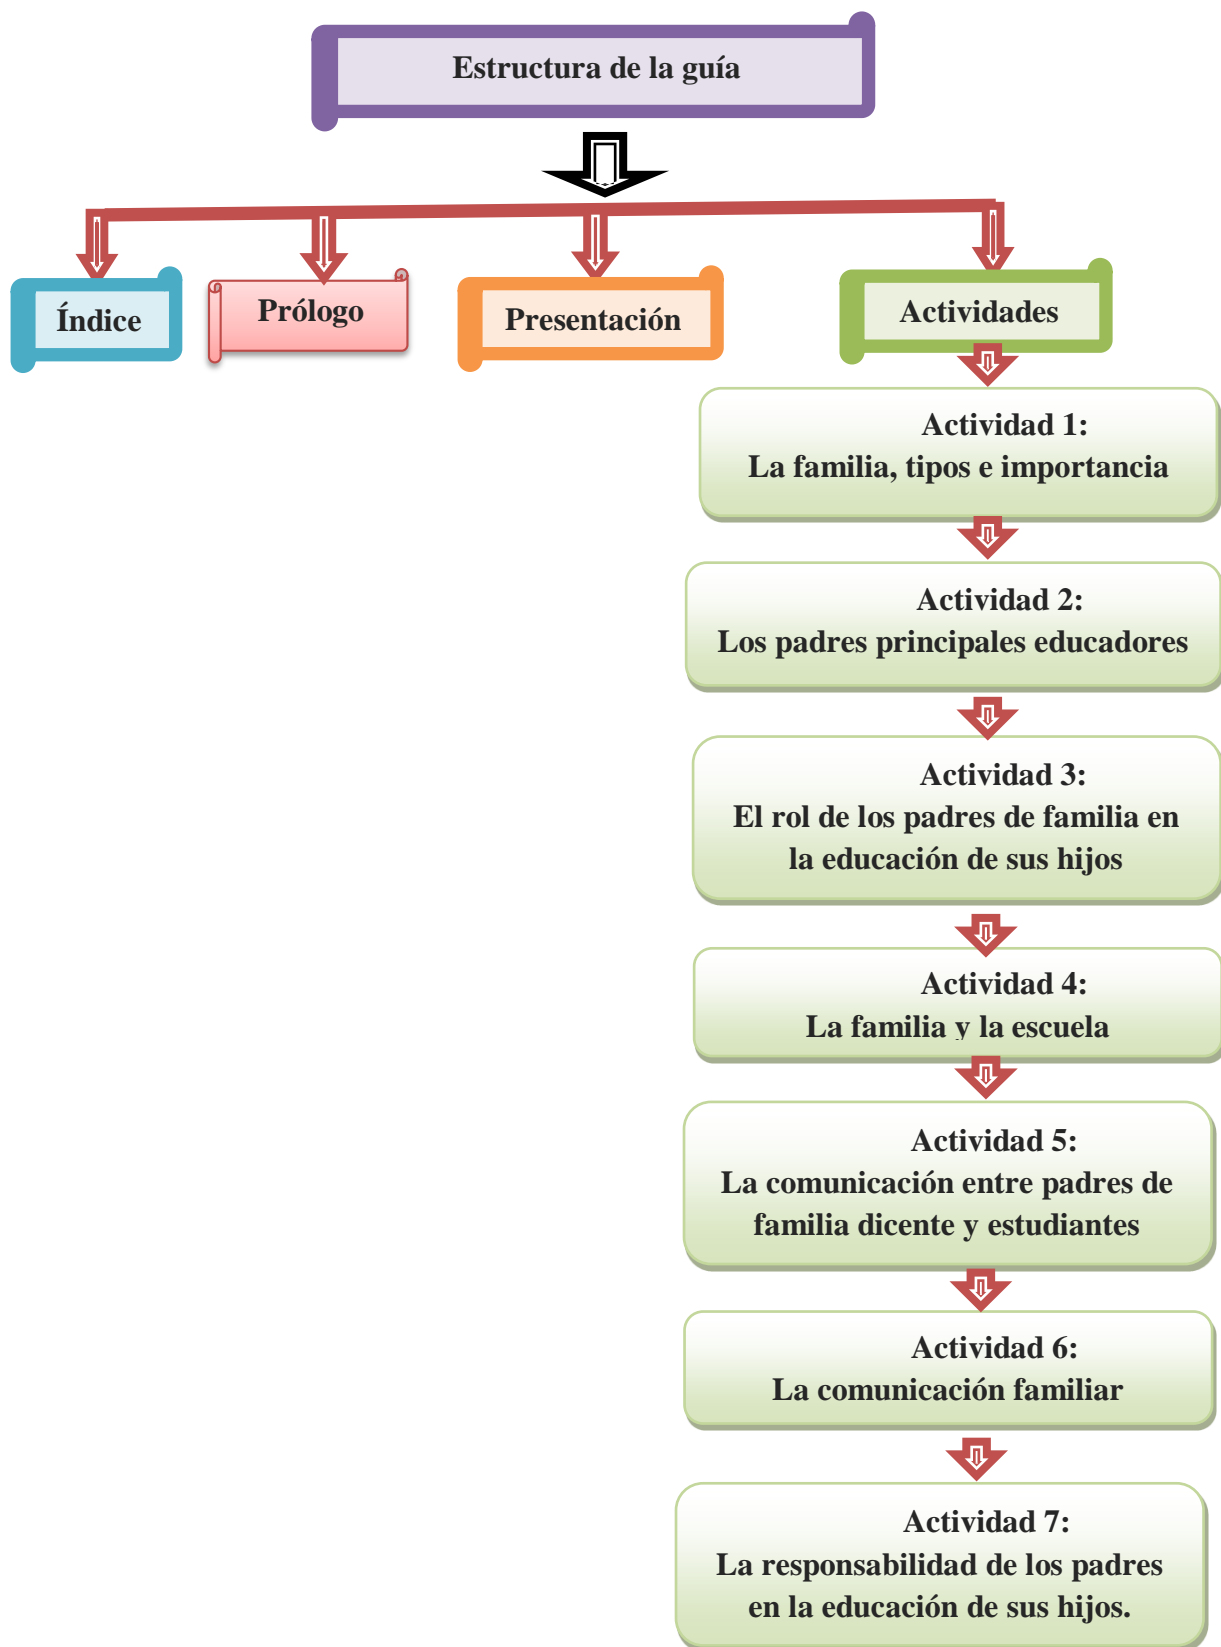 Estructura de la guía
Índice
Prólogo
Presentación
Actividades
Actividad 1:
La familia, tipos e importancia
Actividad 2:
Los padres principales educadores
Actividad 3:
El rol de los padres de familia en
la educación de sus hijos
Actividad 4:
La familia y la escuela
Actividad 5:
La comunicación entre padres de
familia dicente y estudiantes
Actividad 6:
La comunicación familiar
Actividad 7:
La responsabilidad de los padres
en la educación de sus hijos.